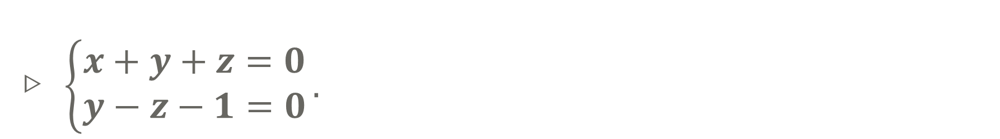 x + y + z = 0
y − z − 1 = 0 .